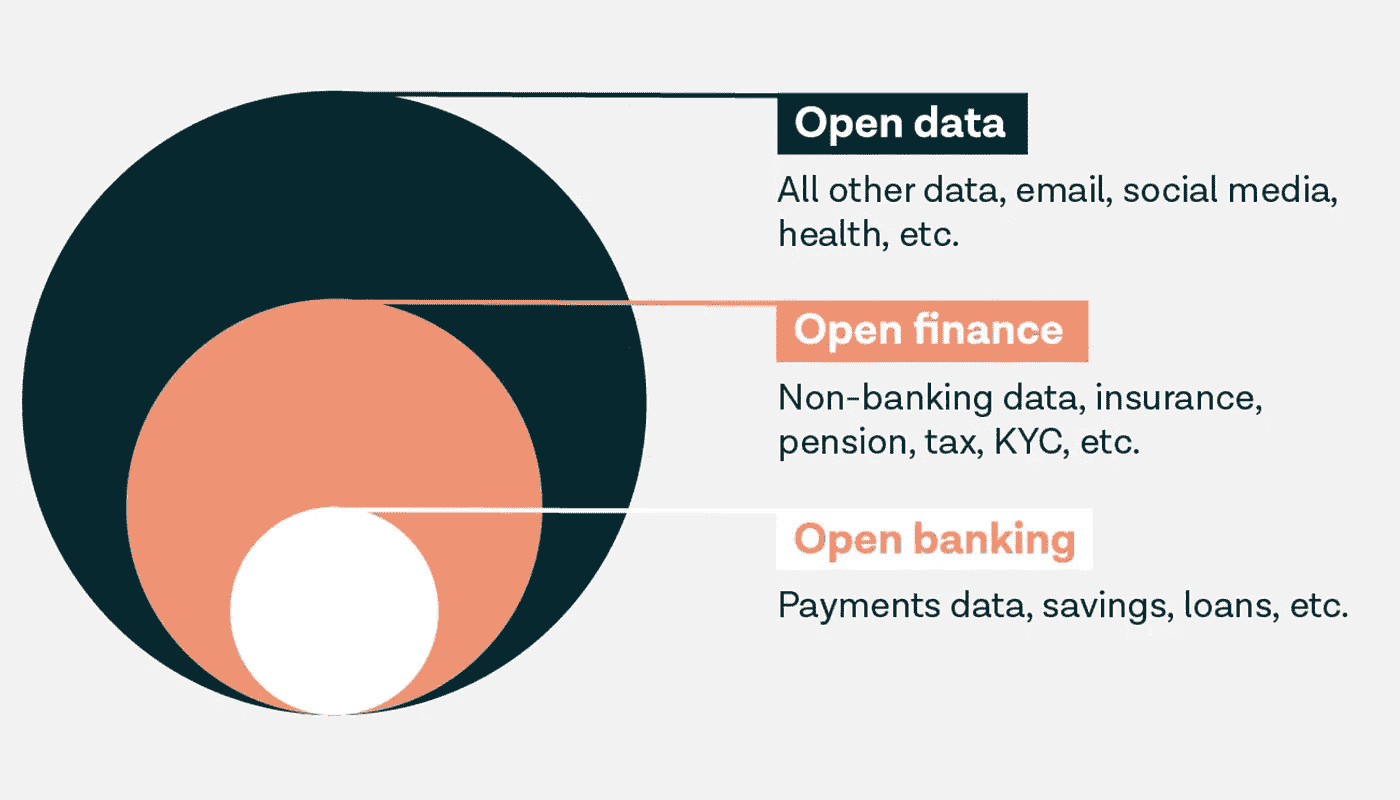 Open data
All other data, email, social media,
health, etc.
Open finance
Non-banking data, insurance,
pension, tax, KYC, etc.
Open banking
Payments data, savings, loans, etc.